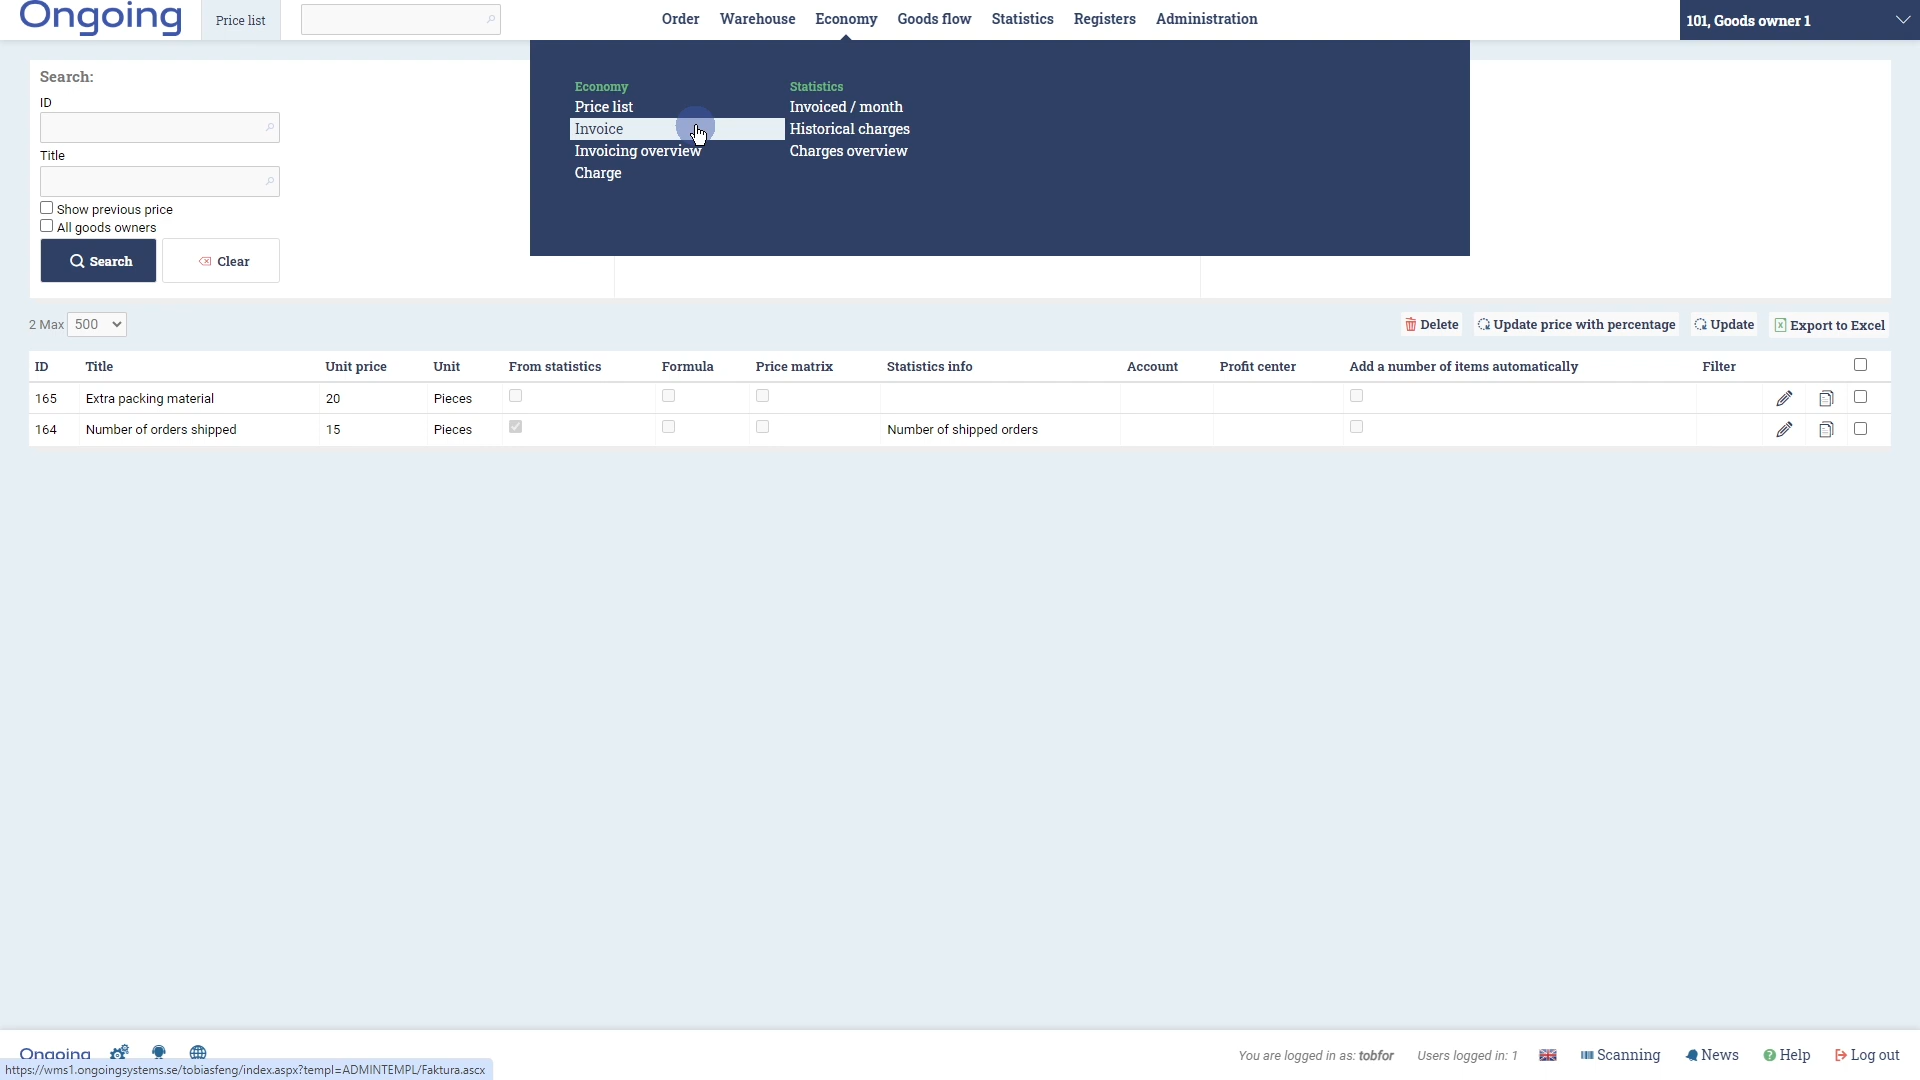 Ongoing
Price list
Order Warehouse Economy Goods flow Statistics Registers Administration
101, Goods owner 1
Search:
ID
Title
Show previous price
All goods owners
Search Clear
Economy
Price list
Invoice
Invoicing overview
Charge
Statistics
Invoiced / month
Historical charges
Charges overview
2 Max 500
Delete Update price with percentage Update Export to Excel
ID Title Unit price Unit From statistics Formula Price matrix Statistics info Account Profit center Add a number of items automatically Filter
165 Extra packing material 20 Pieces
164 Number of orders shipped 15 Pieces Number of shipped orders
Ongoing
You are logged in as: tobfor Users logged in: 1 Scanning News Help Log out
https://wms1.ongoingsystems.se/tobiasfeng/index.aspx?templ=ADMINTEMPL/Faktura.ascx